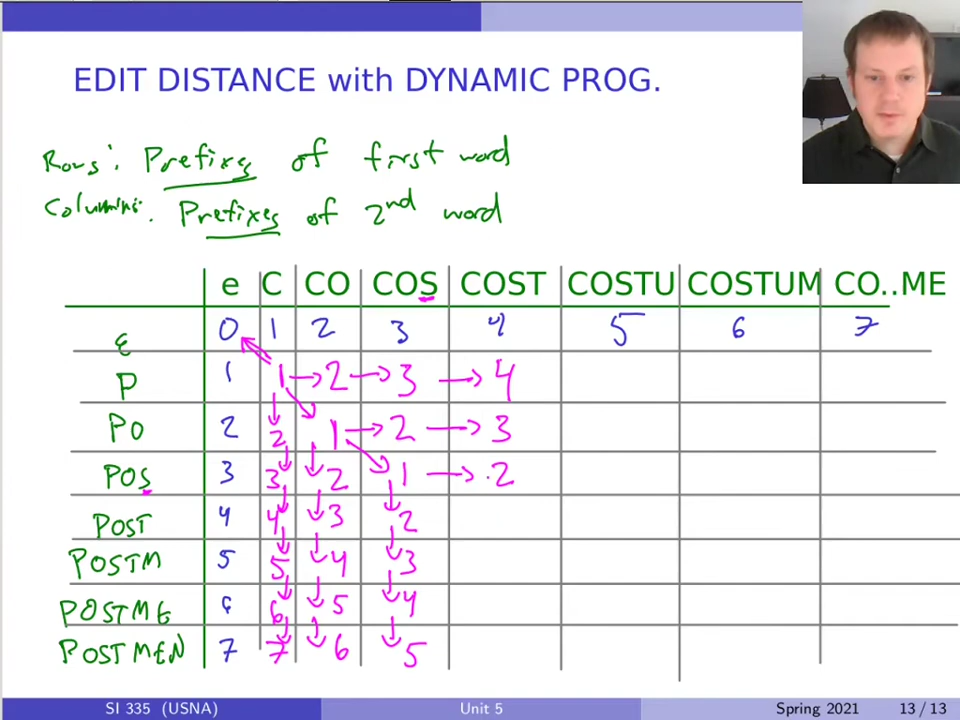 EDIT DISTANCE with DYNAMIC PROG.
Rows: Prefixes of first word
Columns: Prefixes of 2nd word
e C CO COS COST COSTU COSTUM CO..ME
ε 0 1 2 3 4 5 6 7
P 1 1 → 2 → 3 → 4
PO 2 2 1 → 2 → 3
POS 3 3 2 1 → 2
POST 4 4 3 2
POSTM 5 5 4 3
POSTME 6 6 5 4
POSTMEN 7 7 6 5
SI 335 (USNA) Unit 5 Spring 2021 13 / 13